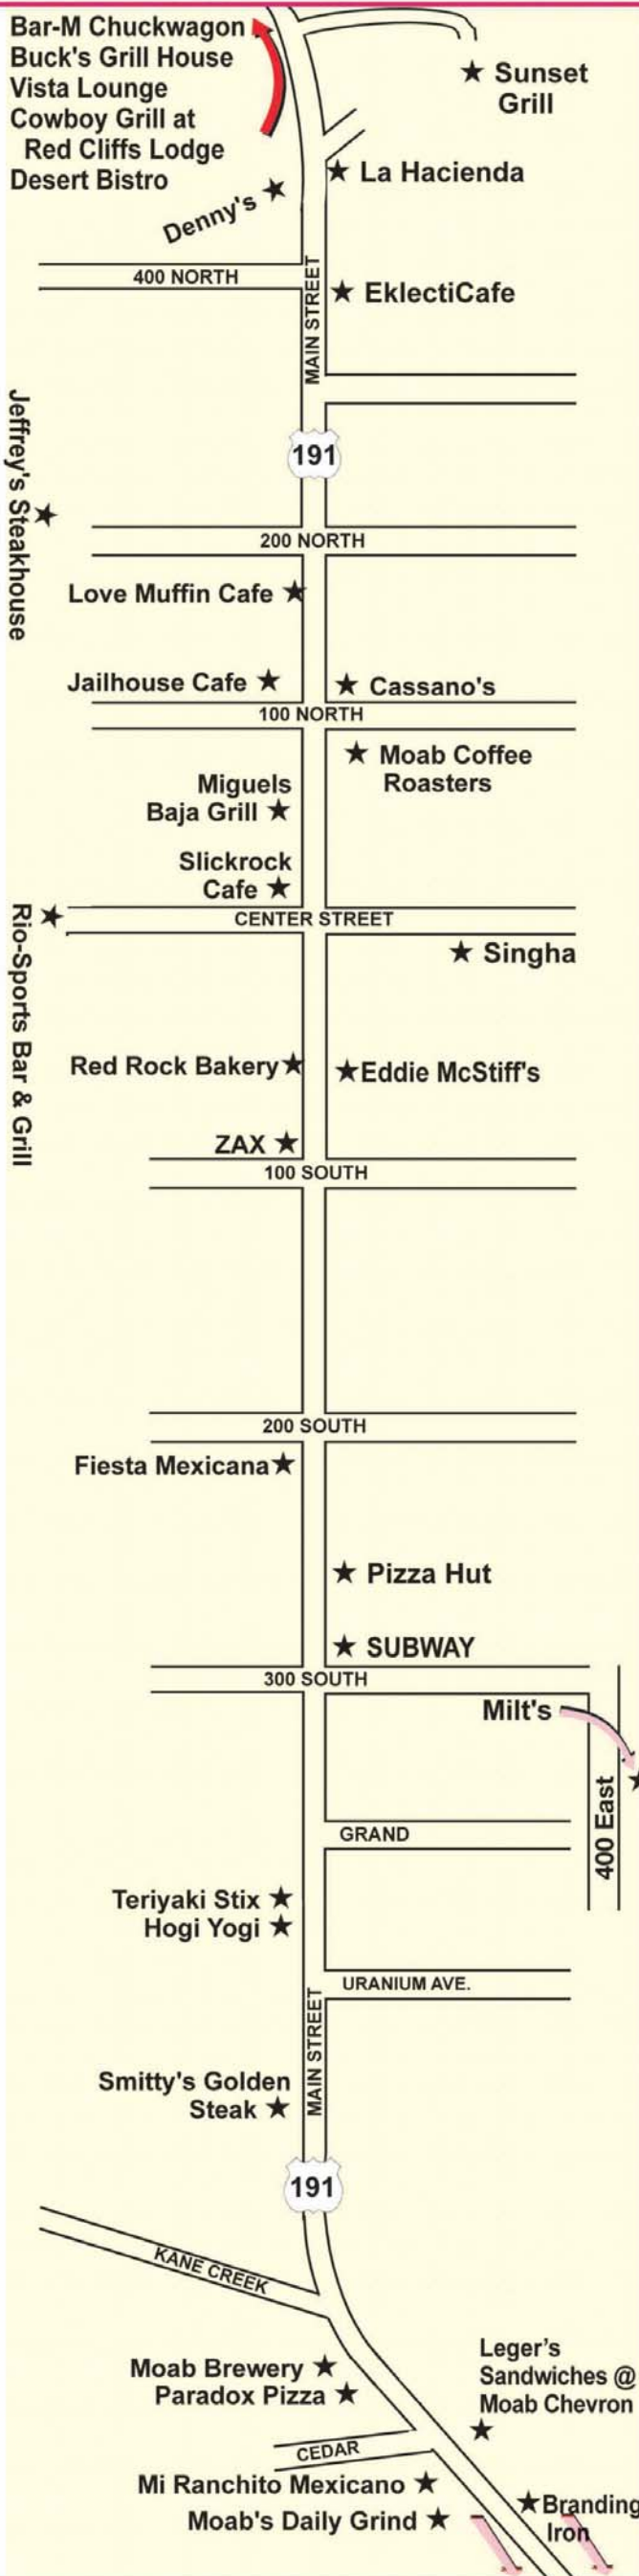 Bar-M Chuckwagon
Buck's Grill House
Vista Lounge
Cowboy Grill at
Red Cliffs Lodge
Desert Bistro
Sunset
Grill
La Hacienda
Denny's
400 NORTH
MAIN STREET
EklectiCafe
Jeffrey's Steakhouse
191
200 NORTH
Love Muffin Cafe
Jailhouse Cafe
Cassano's
100 NORTH
Moab Coffee
Roasters
Miguels
Baja Grill
Slickrock
Cafe
CENTER STREET
Rio-Sports Bar & Grill
Singha
Red Rock Bakery
Eddie McStiff's
ZAX
100 SOUTH
200 SOUTH
Fiesta Mexicana
Pizza Hut
SUBWAY
300 SOUTH
Milt's
400 East
GRAND
Teriyaki Stix
Hogi Yogi
URANIUM AVE.
MAIN STREET
Smitty's Golden
Steak
191
KANE CREEK
Leger’s
Sandwiches @
Moab Chevron
Moab Brewery
Paradox Pizza
CEDAR
Mi Ranchito Mexicano
Moab's Daily Grind
Branding
Iron